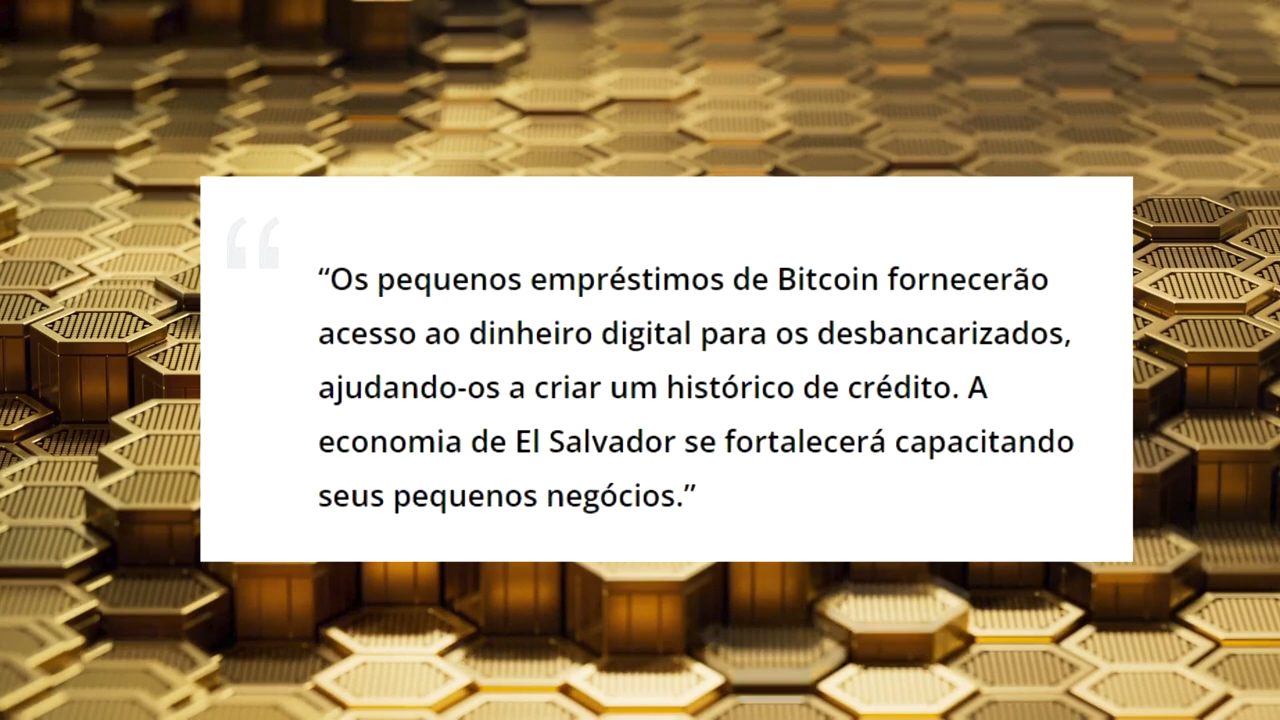 “Os pequenos empréstimos de Bitcoin fornecerão
acesso ao dinheiro digital para os desbancarizados,
ajudando-os a criar um histórico de crédito. A
economia de El Salvador se fortalecerá capacitando
seus pequenos negócios.”